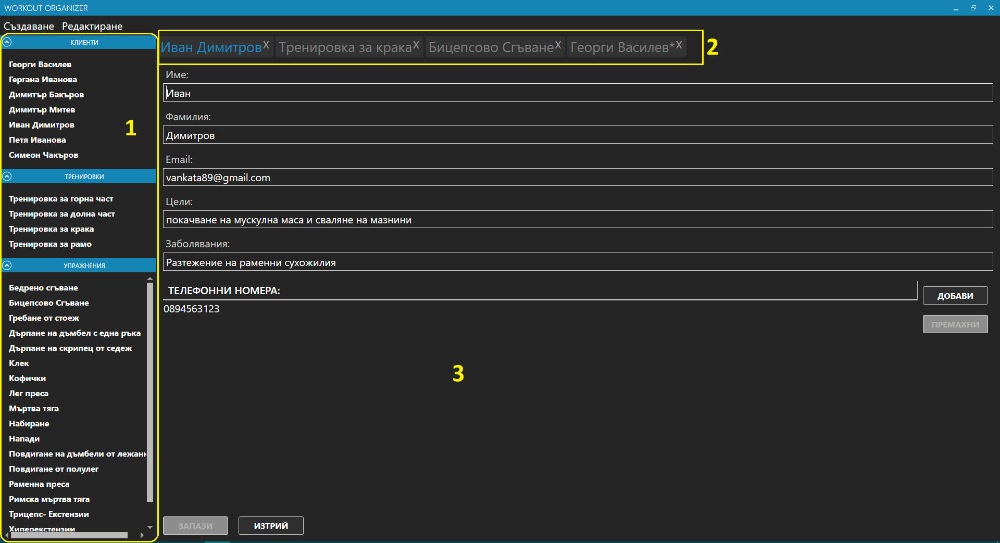 WORKOUT ORGANIZER
Създаване Редактиране
КЛИЕНТИ
Георги Василев
Гергана Иванова
Димитър Бакъров
Димитър Митев
Иван Димитров
Петя Иванова
Симеон Чакъров
1
ТРЕНИРОВКИ
Тренировка за горна част
Тренировка за долна част
Тренировка за крака
Тренировка за рамо
УПРАЖНЕНИЯ
Бедрено сгъване
Бицепсово Сгъване
Гребане от стоеж
Дърпане на дъмбел с една ръка
Дърпане на скрипец от седеж
Клек
Кофички
Лег преса
Мъртва тяга
Набиране
Напади
Повдигане на дъмбели от лежанк
Повдигане от полулег
Раменна преса
Римска мъртва тяга
Трицепс- Екстензии
Хиперекстензии
Иван Димитров X Тренировка за крака X Бицепсово Сгъване X Георги Василев* X
2
Име:
Иван
Фамилия:
Димитров
Email:
vankata89@gmail.com
Цели:
покачване на мускулна маса и сваляне на мазнини
Заболявания:
Разтежение на раменни сухожилия
ТЕЛЕФОННИ НОМЕРА:
0894563123
ДОБАВИ
ПРЕМАХНИ
3
ЗАПАЗИ ИЗТРИЙ